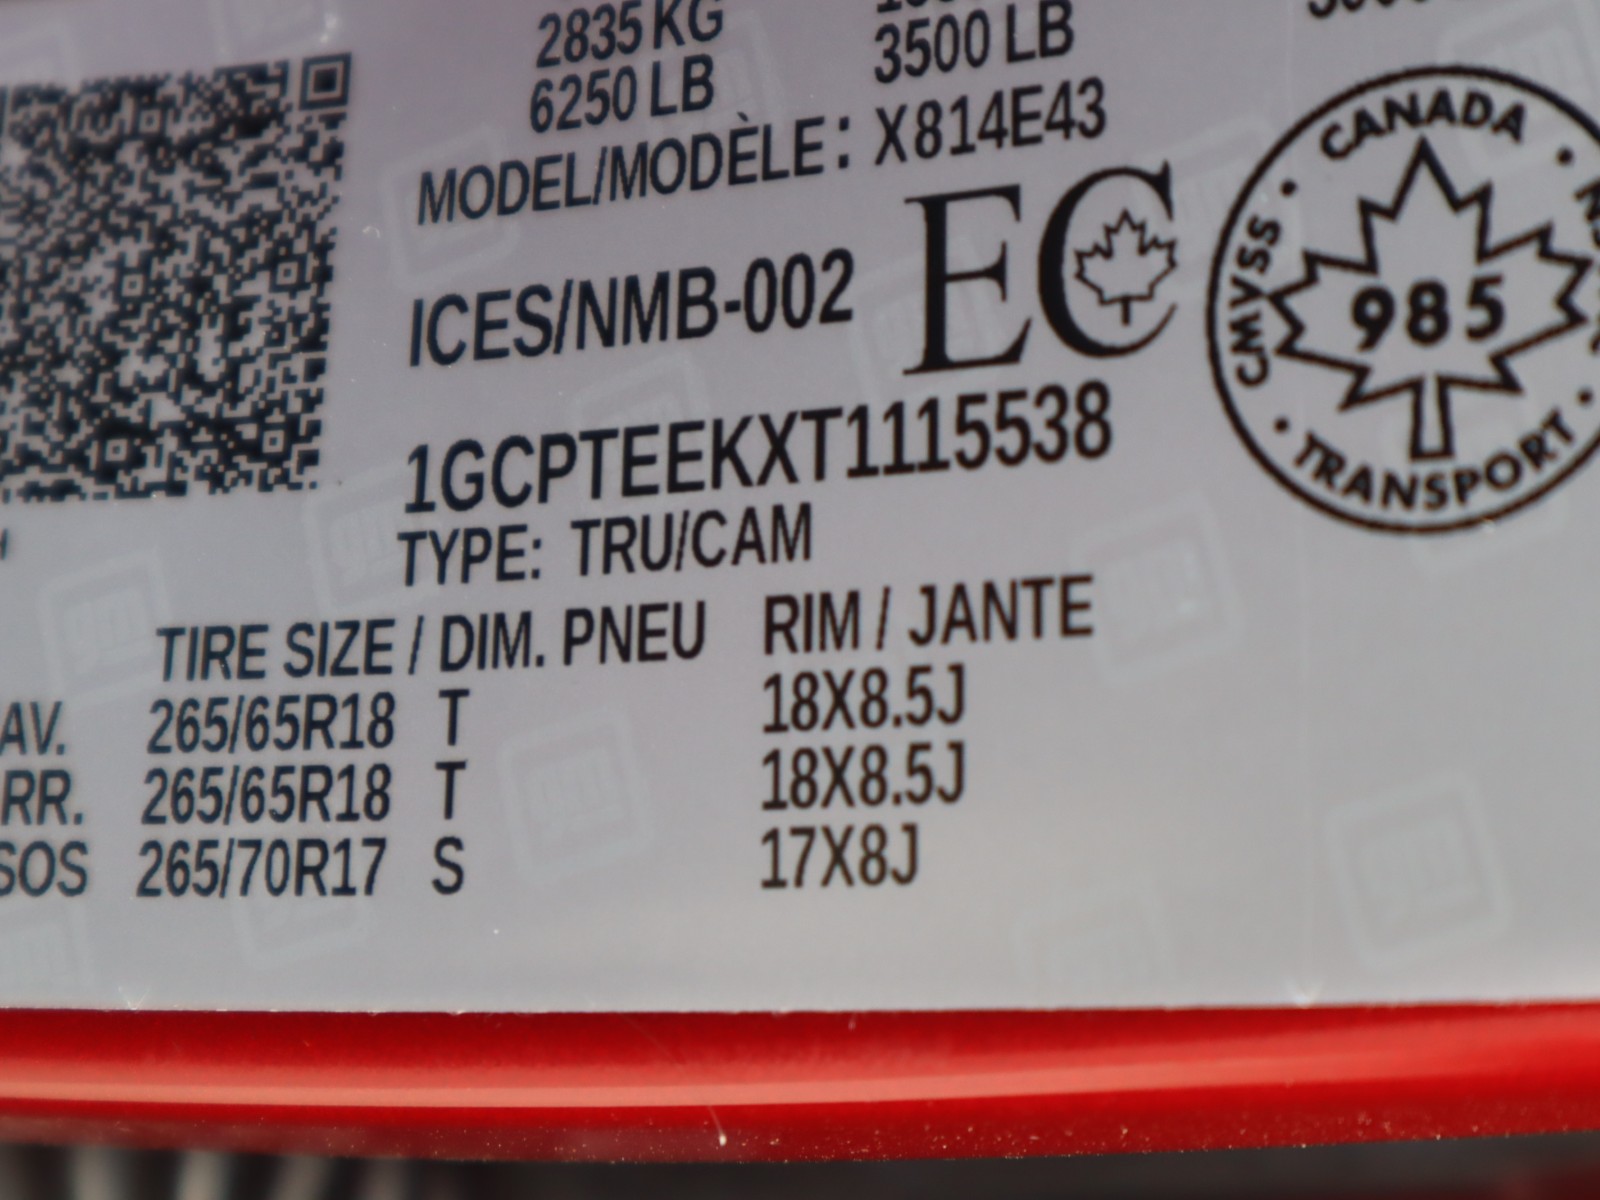 2835 KG
3500 LB
6250 LB
MODEL/MODÈLE: X814E43
ICES/NMB-002 EC
CANADA
CMVSS
985
TRANSPORT
1GCPTEEKXT1115538
TYPE: TRU/CAM
TIRE SIZE / DIM. PNEU RIM / JANTE
AV. 265/65R18 T 18X8.5J
RR. 265/65R18 T 18X8.5J
SOS 265/70R17 S 17X8J